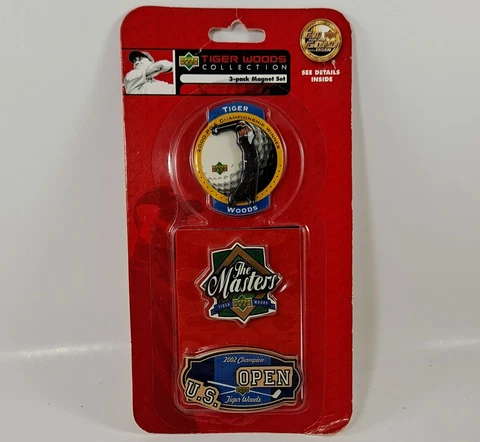 TIGER WOODS
COLLECTION
3-pack Magnet Set
SEE DETAILS
INSIDE
TIGER
2000 PGA CHAMPIONSHIP WINNER
WOODS
The
Masters
TIGER WOODS
2002 Champion
U.S. OPEN
Tiger Woods